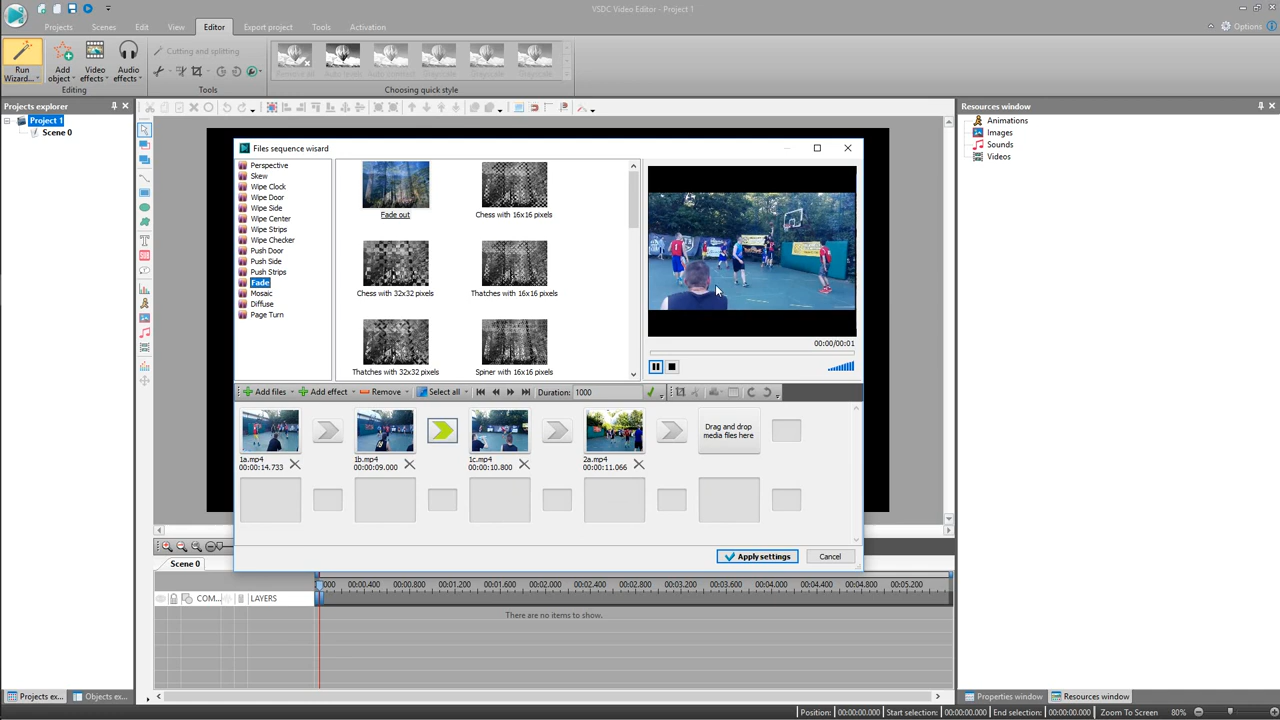 VSDC Video Editor - Project 1
Projects Scenes Edit View Editor Export project Tools Activation
Options
Run Wizard...
Add object
Video effects
Audio effects
Editing
Cutting and splitting
Tools
Remove all
Auto levels
Auto contrast
Grayscale
Grayscale
Grayscale
Choosing quick style
Projects explorer
Project 1
Scene 0
Resources window
Animations
Images
Sounds
Videos
Files sequence wisard
Perspective
Skew
Wipe Clock
Wipe Door
Wipe Side
Wipe Center
Wipe Strips
Wipe Checker
Push Door
Push Side
Push Strips
Fade
Mosaic
Diffuse
Page Turn
Fade out
Chess with 16x16 pixels
Chess with 32x32 pixels
Thatches with 16x16 pixels
Thatches with 32x32 pixels
Spiner with 16x16 pixels
00:00/00:01
Add files
Add effect
Remove
Select all
Duration: 1000
1a.mp4
00:00:14.733
1b.mp4
00:00:09.000
1c.mp4
00:00:10.800
2a.mp4
00:00:11.066
Drag and drop
media files here
Apply settings
Cancel
Scene 0
000 00:00.400 00:00.800 00:01.200 00:01.600 00:02.000 00:02.400 00:02.800 00:03.200 00:03.600 00:04.000 00:04.400 00:04.800 00:05.200
COM...
LAYERS
There are no items to show.
Projects ex...
Objects ex...
Properties window
Resources window
Position: 00:00:00.000 Start selection: 00:00:00.000 End selection: 00:00:00.000 Zoom To Screen 80%